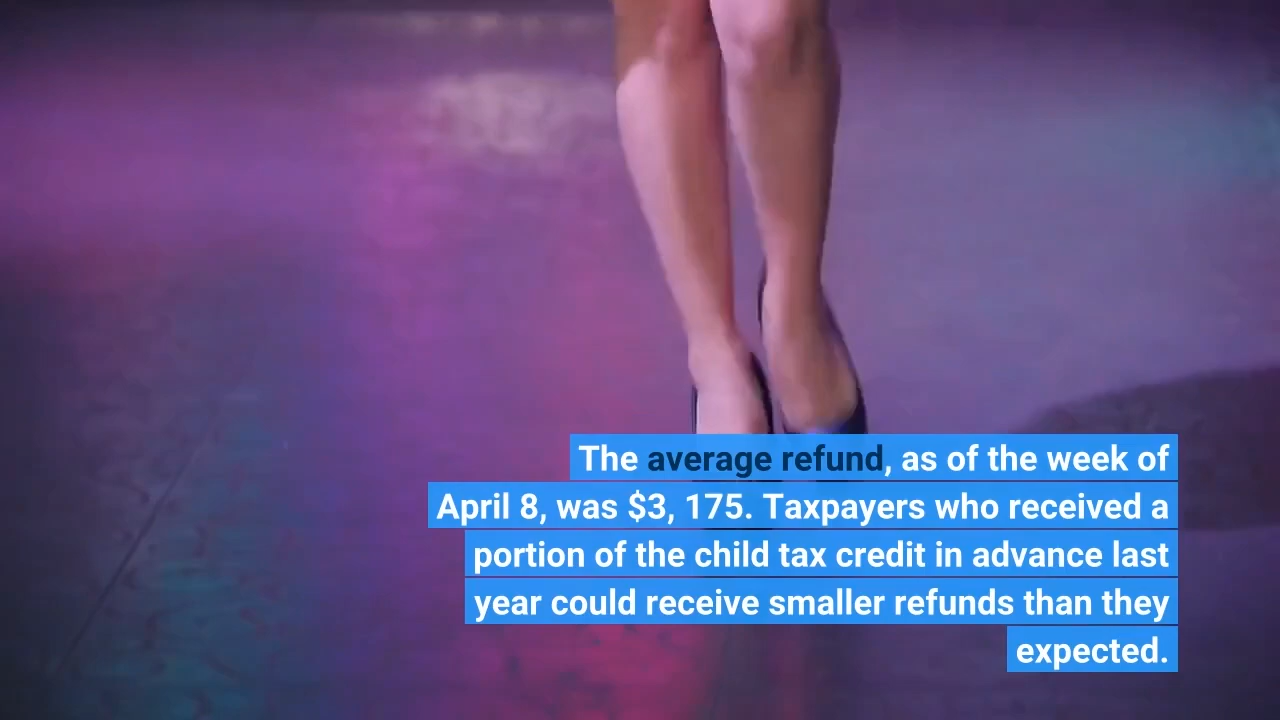 The average refund, as of the week of
April 8, was $3, 175. Taxpayers who received a
portion of the child tax credit in advance last
year could receive smaller refunds than they
expected.